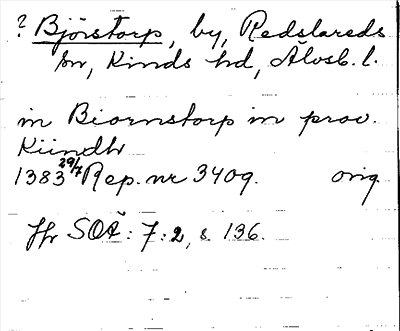 ? Björstorp, by, Redslareds
sn, Kinds hd, Älvsb. l.
in Biornstorp in prov.
Kiindh
1383 29/7 Rep. nr 3409. orig
Jfr SOÄ: 7:2, s. 136.